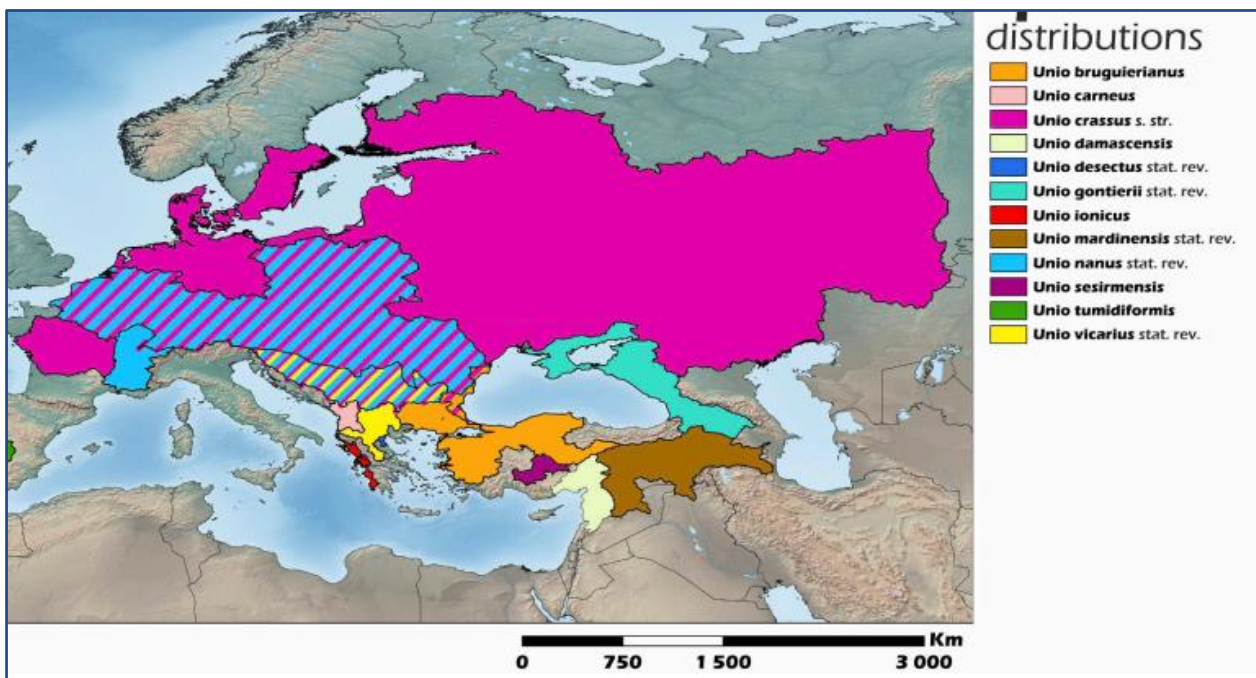 distributions
Unio bruguierianus
Unio carneus
Unio crassus s. str.
Unio damascensis
Unio desectus stat. rev.
Unio gontierii stat. rev.
Unio ionicus
Unio mardinensis stat. rev.
Unio nanus stat. rev.
Unio sesirmensis
Unio tumidiformis
Unio vicarius stat. rev.
Km
0 750 1 500 3 000